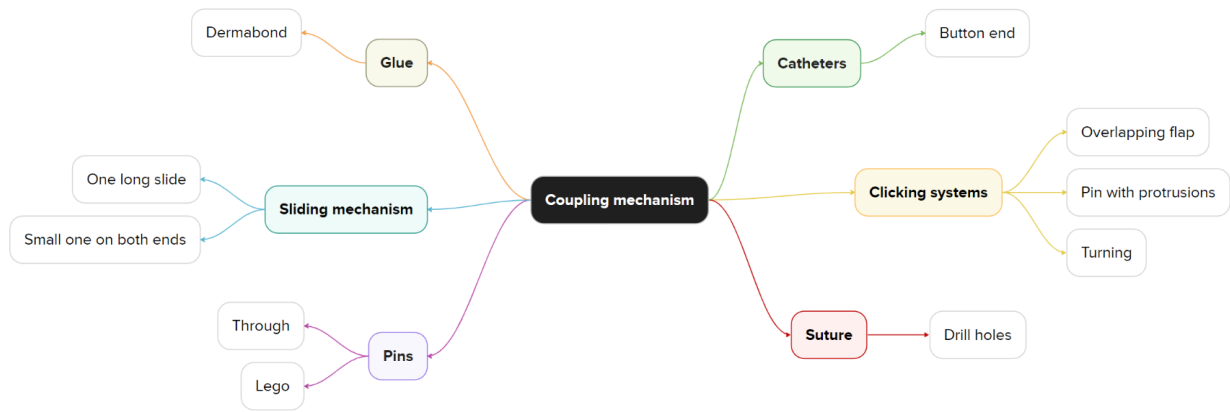 Dermabond
Glue
Catheters
Button end
One long slide
Small one on both ends
Sliding mechanism
Coupling mechanism
Clicking systems
Overlapping flap
Pin with protrusions
Turning
Through
Lego
Pins
Suture
Drill holes